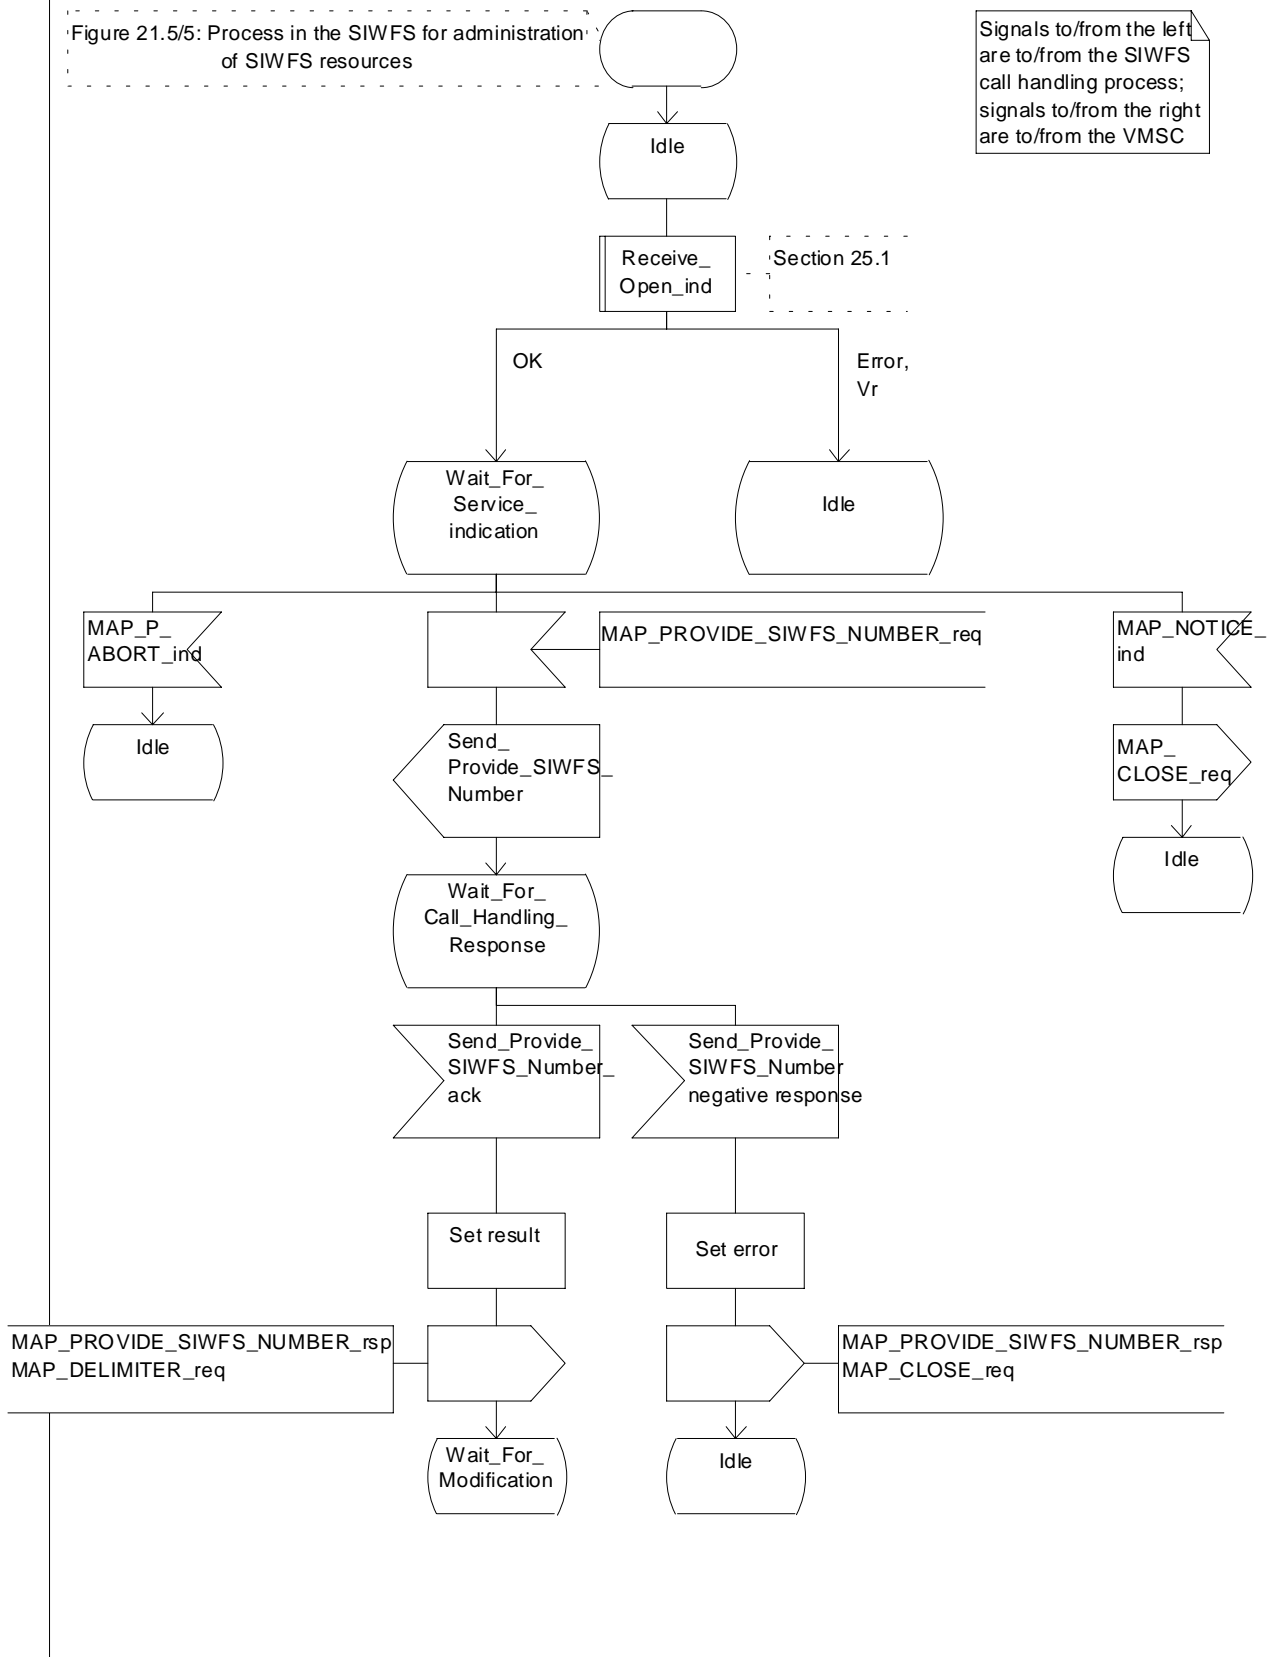 Figure 21.5/5: Process in the SIWFS for administration
of SIWFS resources
Signals to/from the left
are to/from the SIWFS
call handling process;
signals to/from the right
are to/from the VMSC
Idle
Receive_
Open_ind
Section 25.1
OK
Error,
Vr
Wait_For_
Service_
indication
Idle
MAP_P_
ABORT_ind
MAP_PROVIDE_SIWFS_NUMBER_req
MAP_NOTICE_
ind
Idle
Send_
Provide_SIWFS_
Number
MAP_
CLOSE_req
Idle
Wait_For_
Call_Handling_
Response
Send_Provide_
SIWFS_Number_
ack
Send_Provide_
SIWFS_Number
negative response
Set result
Set error
MAP_PROVIDE_SIWFS_NUMBER_rsp
MAP_DELIMITER_req
MAP_PROVIDE_SIWFS_NUMBER_rsp
MAP_CLOSE_req
Wait_For_
Modification
Idle